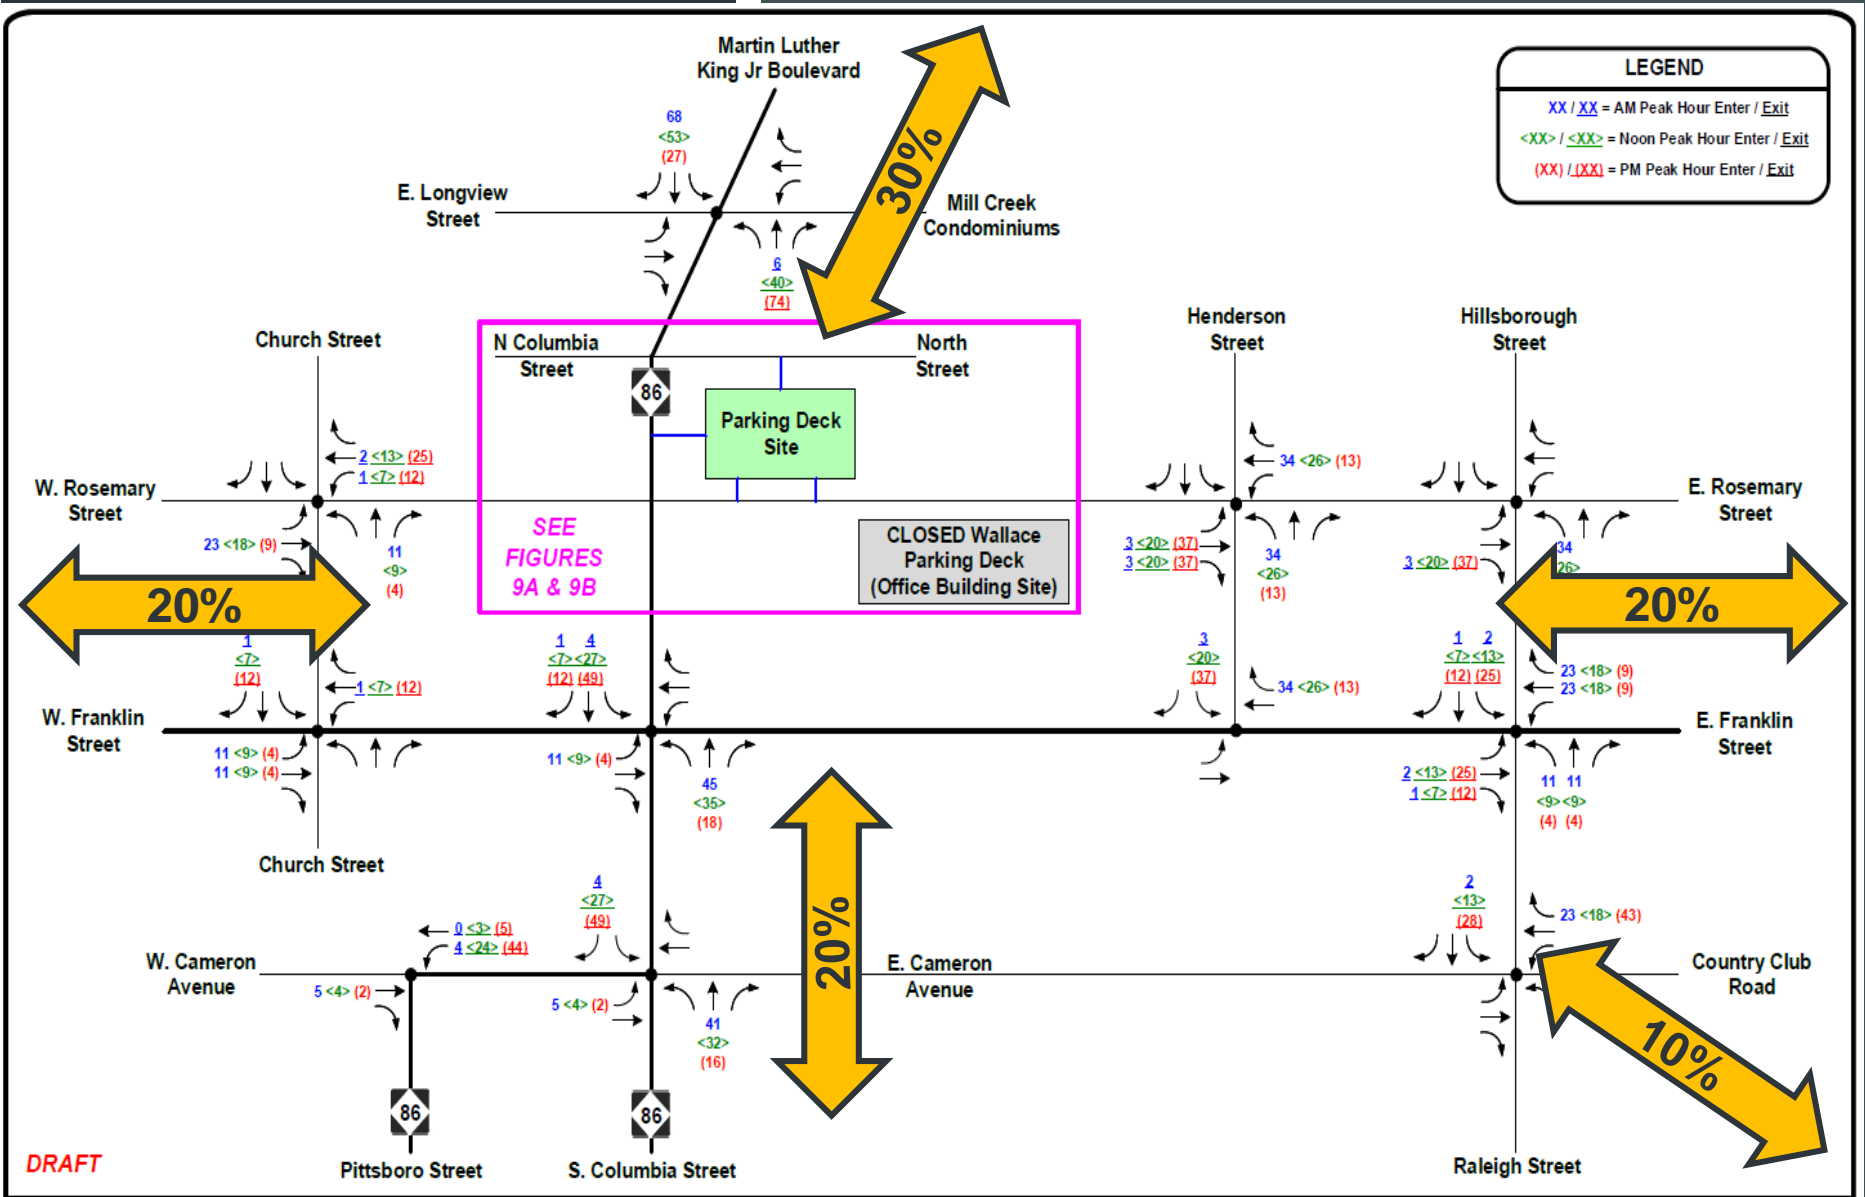 Martin Luther
King Jr Boulevard
LEGEND
XX / XX = AM Peak Hour Enter / Exit
<XX> / <XX> = Noon Peak Hour Enter / Exit
(XX) / (XX) = PM Peak Hour Enter / Exit
68
<53>
(27)
30%
E. Longview
Street
Mill Creek
Condominiums
6
<40>
(74)
Church Street
N Columbia
Street
North
Street
Henderson
Street
Hillsborough
Street
86
Parking Deck
Site
2 <13> (25)
1 <7> (12)
34 <26> (13)
W. Rosemary
Street
E. Rosemary
Street
SEE
FIGURES
9A & 9B
CLOSED Wallace
Parking Deck
(Office Building Site)
23 <18> (9)
11
<9>
(4)
3 <20> (37)
3 <20> (37)
34
<26>
(13)
3 <20> (37)
34
26>
20%
20%
1
<7>
(12)
1 <7> (12)
1 4
<7> <27>
(12) (49)
3
<20>
(37)
34 <26> (13)
1 2
<7> <13>
(12) (25)
23 <18> (9)
23 <18> (9)
W. Franklin
Street
E. Franklin
Street
11 <9> (4)
11 <9> (4)
11 <9> (4)
45
<35>
(18)
2 <13> (25)
1 <7> (12)
11 11
<9> <9>
(4) (4)
Church Street
20%
4
<27>
(49)
2
<13>
(28)
23 <18> (43)
0 <3> (5)
4 <24> (44)
W. Cameron
Avenue
E. Cameron
Avenue
Country Club
Road
5 <4> (2)
5 <4> (2)
41
<32>
(16)
10%
86
86
DRAFT
Pittsboro Street
S. Columbia Street
Raleigh Street